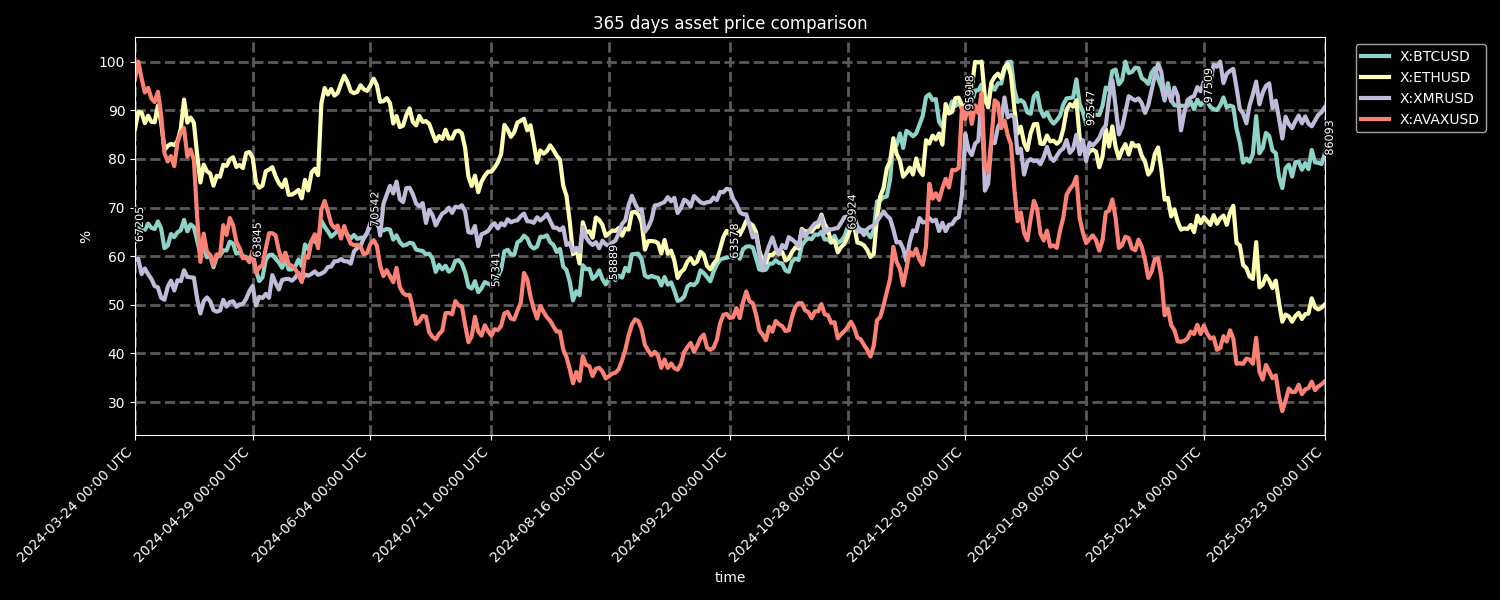 365 days asset price comparison
X:BTCUSD
X:ETHUSD
X:XMRUSD
X:AVAXUSD
%
100
90
80
70
60
50
40
30
67205
63845
70542
57341
58889
63578
69924
95918
92547
97509
86093
2024-03-24 00:00 UTC
2024-04-29 00:00 UTC
2024-06-04 00:00 UTC
2024-07-11 00:00 UTC
2024-08-16 00:00 UTC
2024-09-22 00:00 UTC
2024-10-28 00:00 UTC
2024-12-03 00:00 UTC
2025-01-09 00:00 UTC
2025-02-14 00:00 UTC
2025-03-23 00:00 UTC
time